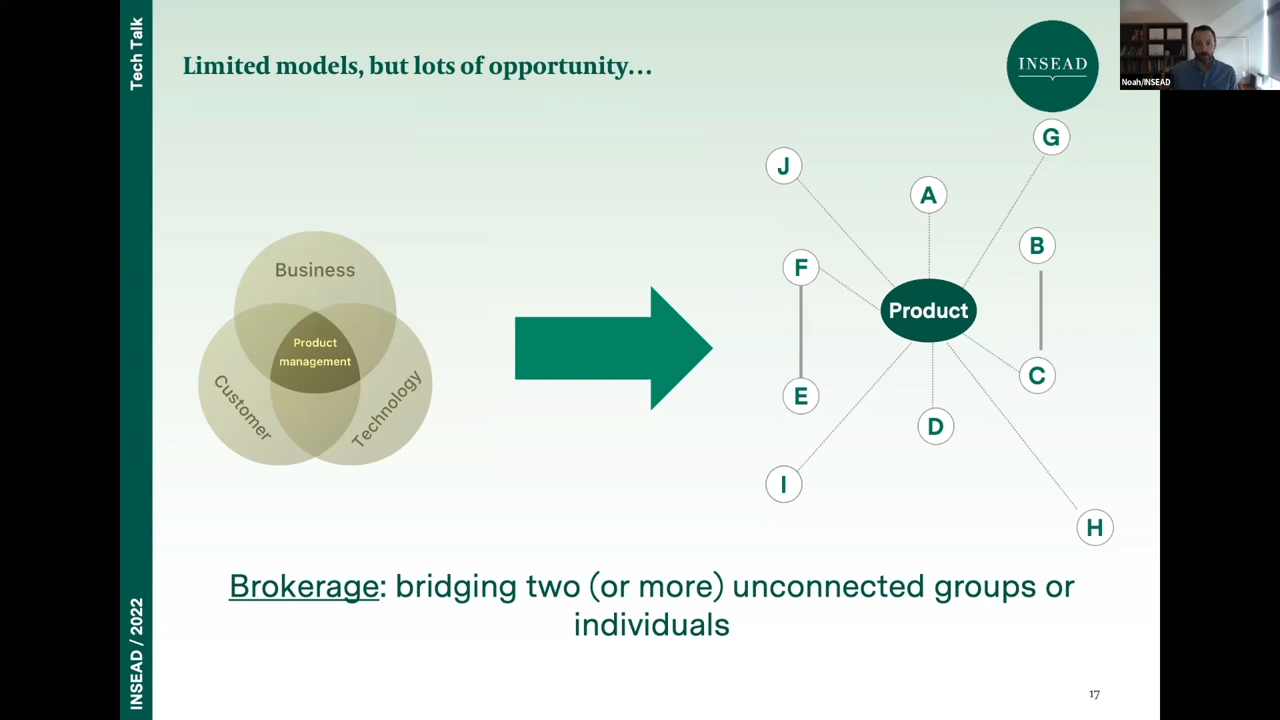 Tech Talk
INSEAD / 2022
Limited models, but lots of opportunity...
INSEAD
Noah/INSEAD
Business
Product
management
Customer
Technology
G
J
A
B
F
Product
C
E
D
I
H
Brokerage: bridging two (or more) unconnected groups or
individuals
17